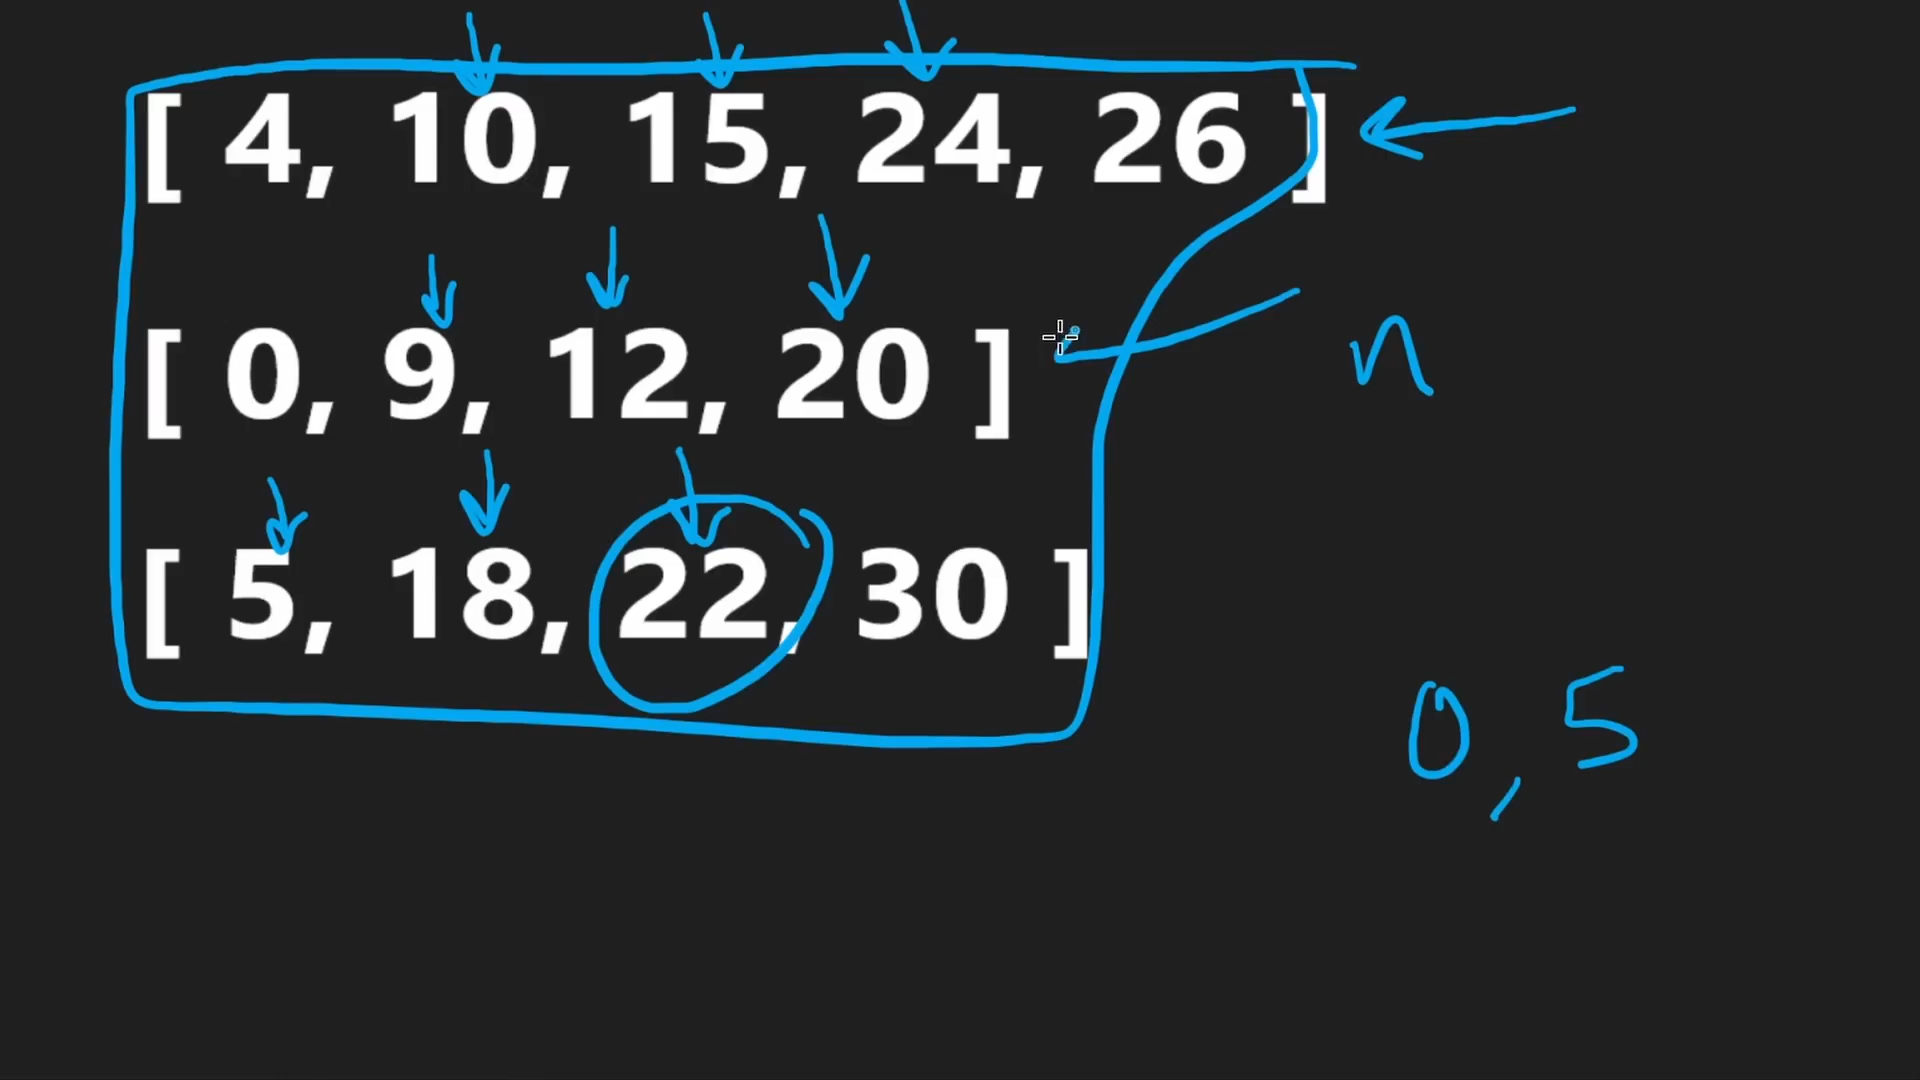 [ 4, 10, 15, 24, 26 ]
[ 0, 9, 12, 20 ]
n
[ 5, 18, 22, 30 ]
0, 5